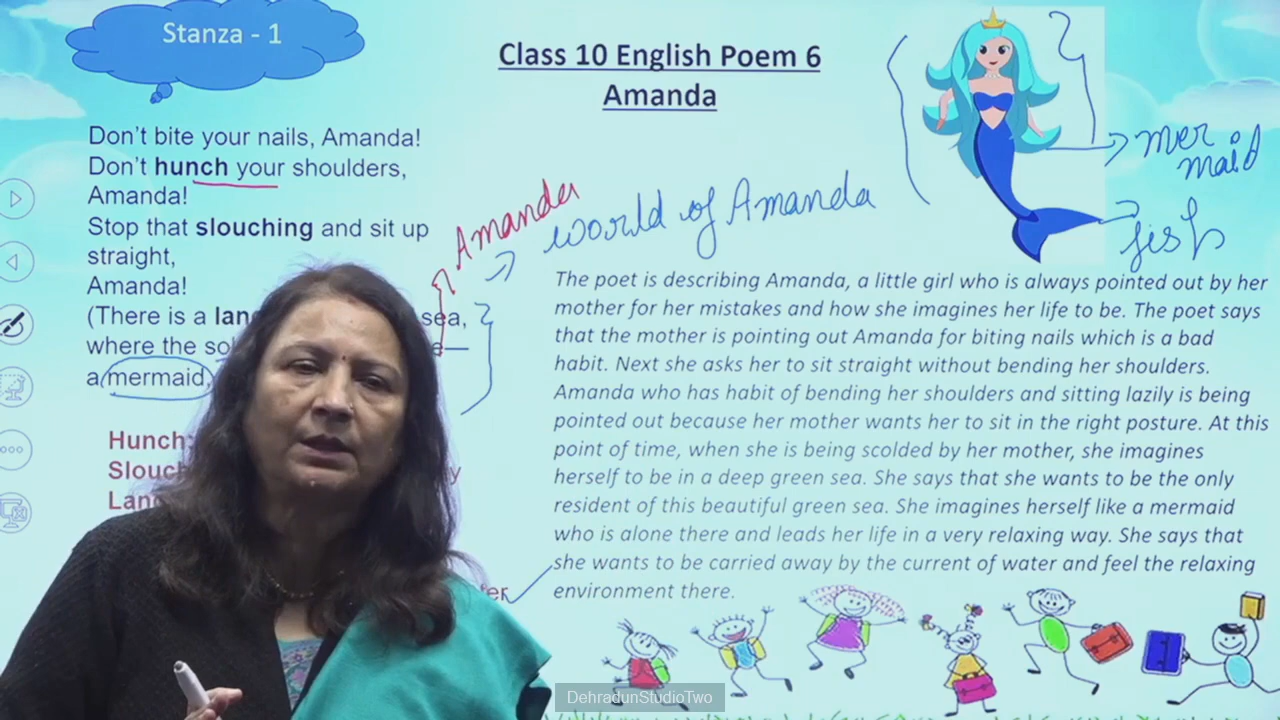 Stanza - 1
Class 10 English Poem 6
Amanda
Don't bite your nails, Amanda!
Don't hunch your shoulders,
Amanda!
Stop that slouching and sit up
straight,
Amanda!
(There is a sea,
where the
a mermaid,
Hunch:
Amanda
world of Amanda
mermaid
fish
The poet is describing Amanda, a little girl who is always pointed out by her
mother for her mistakes and how she imagines her life to be. The poet says
that the mother is pointing out Amanda for biting nails which is a bad
habit. Next she asks her to sit straight without bending her shoulders.
Amanda who has habit of bending her shoulders and sitting lazily is being
pointed out because her mother wants her to sit in the right posture. At this
point of time, when she is being scolded by her mother, she imagines
herself to be in a deep green sea. She says that she wants to be the only
resident of this beautiful green sea. She imagines herself like a mermaid
who is alone there and leads her life in a very relaxing way. She says that
she wants to be carried away by the current of water and feel the relaxing
environment there.
DehradunStudioTwo